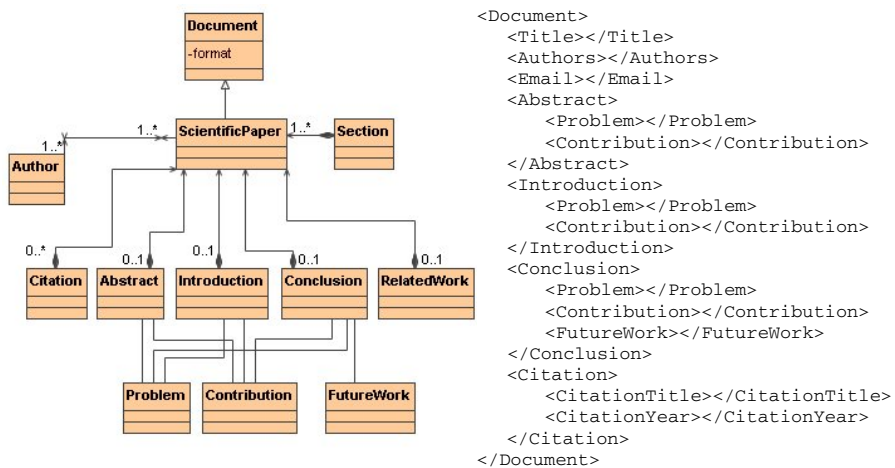 Document
-format
1..*
ScientificPaper
1..*
Section
1..*
Author
0..*
0..1
0..1
0..1
0..1
Citation
Abstract
Introduction
Conclusion
RelatedWork
Problem
Contribution
FutureWork
<Document>
<Title></Title>
<Authors></Authors>
<Email></Email>
<Abstract>
<Problem></Problem>
<Contribution></Contribution>
</Abstract>
<Introduction>
<Problem></Problem>
<Contribution></Contribution>
</Introduction>
<Conclusion>
<Problem></Problem>
<Contribution></Contribution>
<FutureWork></FutureWork>
</Conclusion>
<Citation>
<CitationTitle></CitationTitle>
<CitationYear></CitationYear>
</Citation>
</Document>